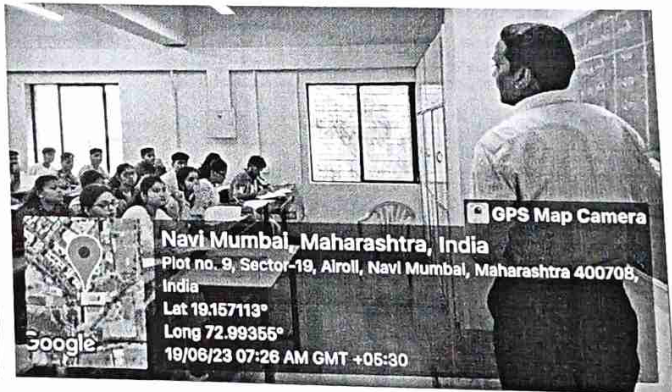 GPS Map Camera
Navi Mumbai, Maharashtra, India
Plot no. 9, Sector-19, Airoli, Navi Mumbai, Maharashtra 400708,
India
Lat 19.157113°
Long 72.99355°
19/06/23 07:26 AM GMT +05:30
Google